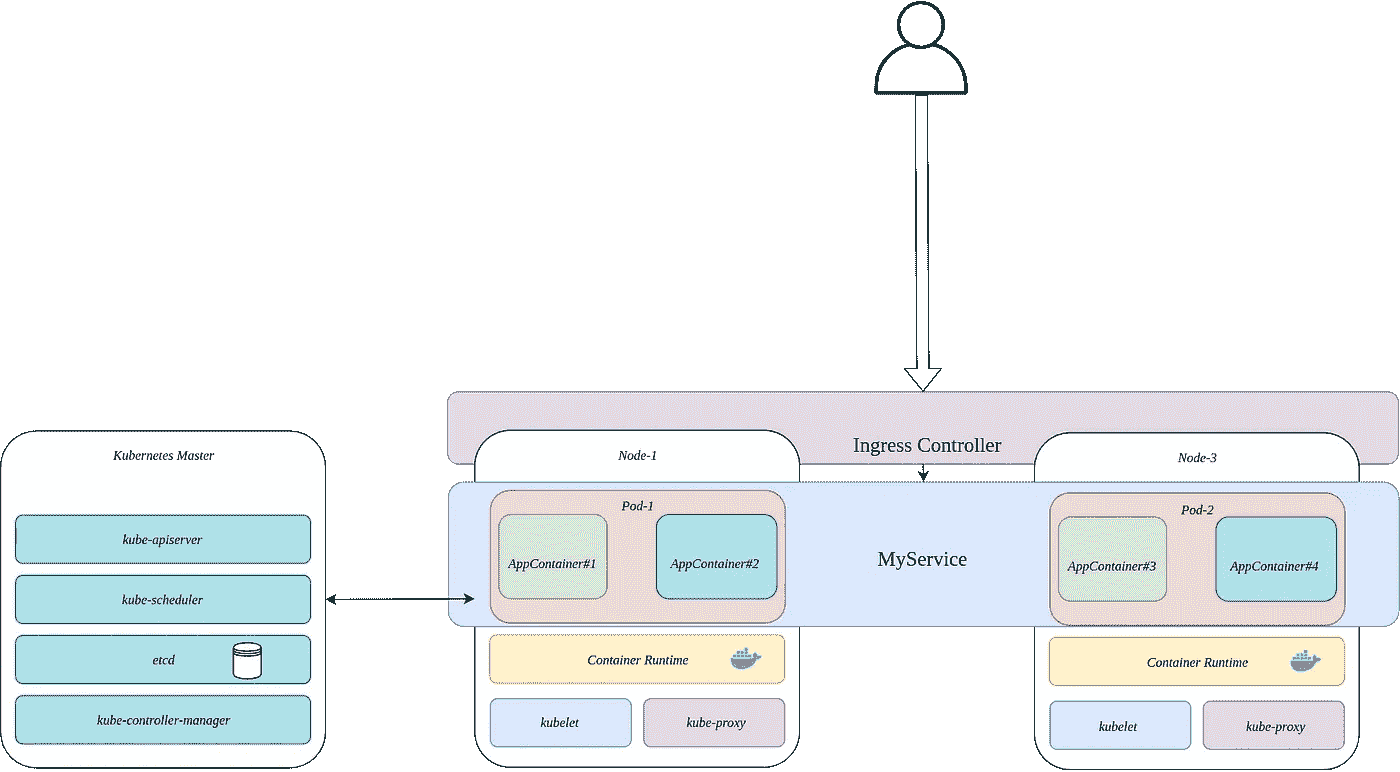 Ingress Controller
Kubernetes Master
kube-apiserver
kube-scheduler
etcd
kube-controller-manager
Node-1
Pod-1
AppContainer#1
AppContainer#2
Container Runtime
kubelet
kube-proxy
MyService
Node-3
Pod-2
AppContainer#3
AppContainer#4
Container Runtime
kubelet
kube-proxy